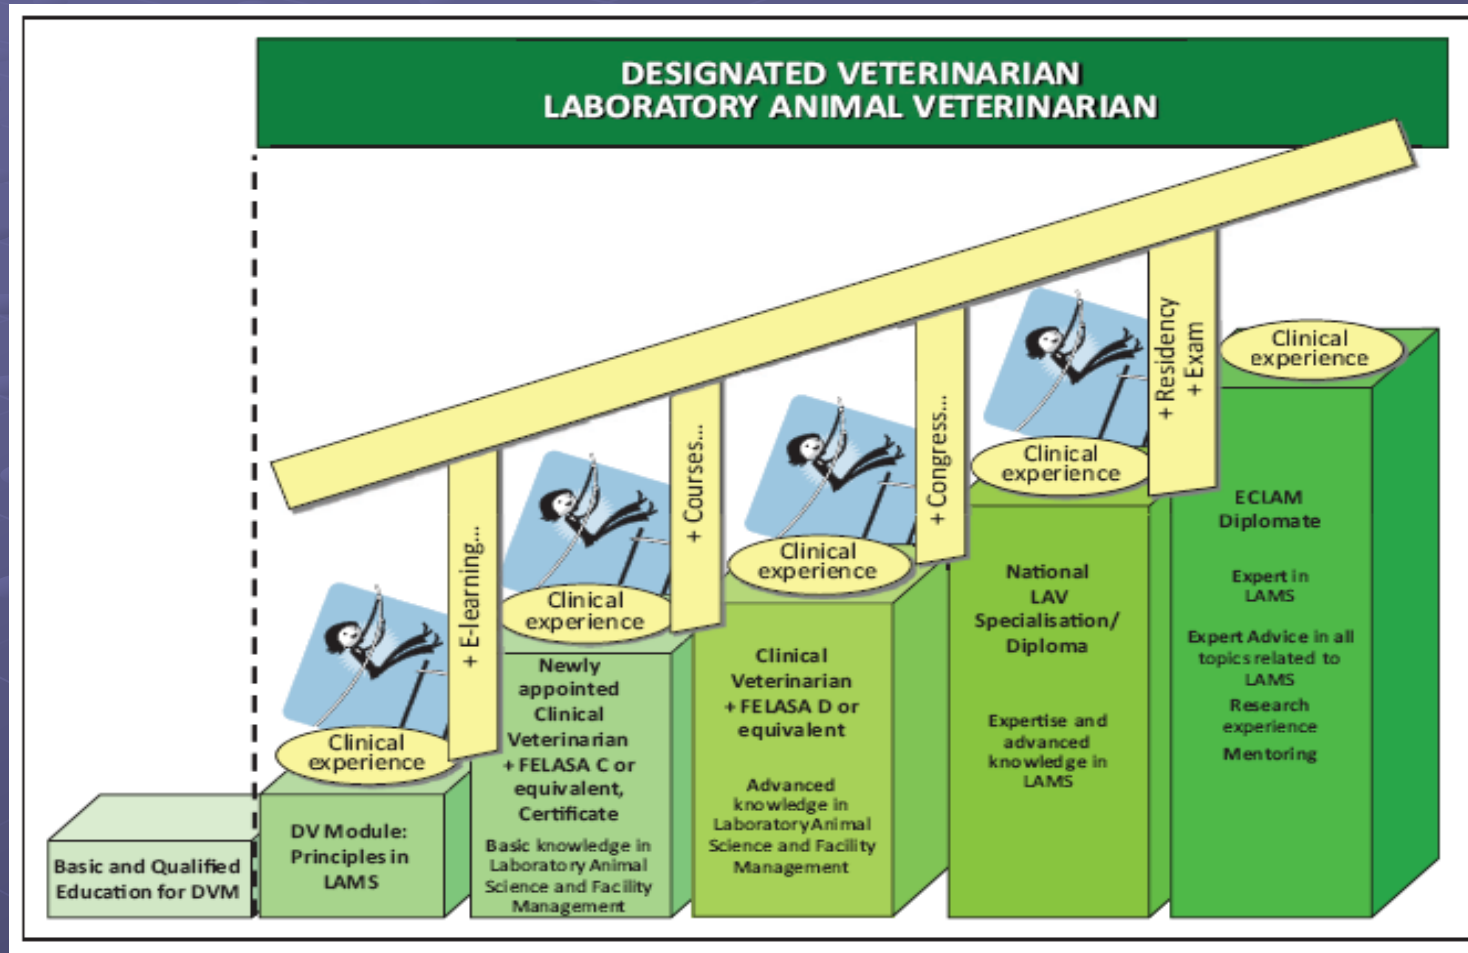 DESIGNATED VETERINARIAN
LABORATORY ANIMAL VETERINARIAN
Basic and Qualified
Education for DVM
Clinical
experience
DV Module:
Principles in
LAMS
+ E-learning...
Clinical
experience
Newly
appointed
Clinical
Veterinarian
+ FELASA C or
equivalent,
Certificate
Basic knowledge in
Laboratory Animal
Science and Facility
Management
+ Courses...
Clinical
experience
Clinical
Veterinarian
+ FELASA D or
equivalent
Advanced
knowledge in
Laboratory Animal
Science and Facility
Management
+ Congress...
Clinical
experience
National
LAV
Specialisation/
Diploma
Expertise and
advanced
knowledge in
LAMS
+ Residency
+ Exam
Clinical
experience
ECLAM
Diplomate
Expert in
LAMS
Expert Advice in all
topics related to
LAMS
Research
experience
Mentoring